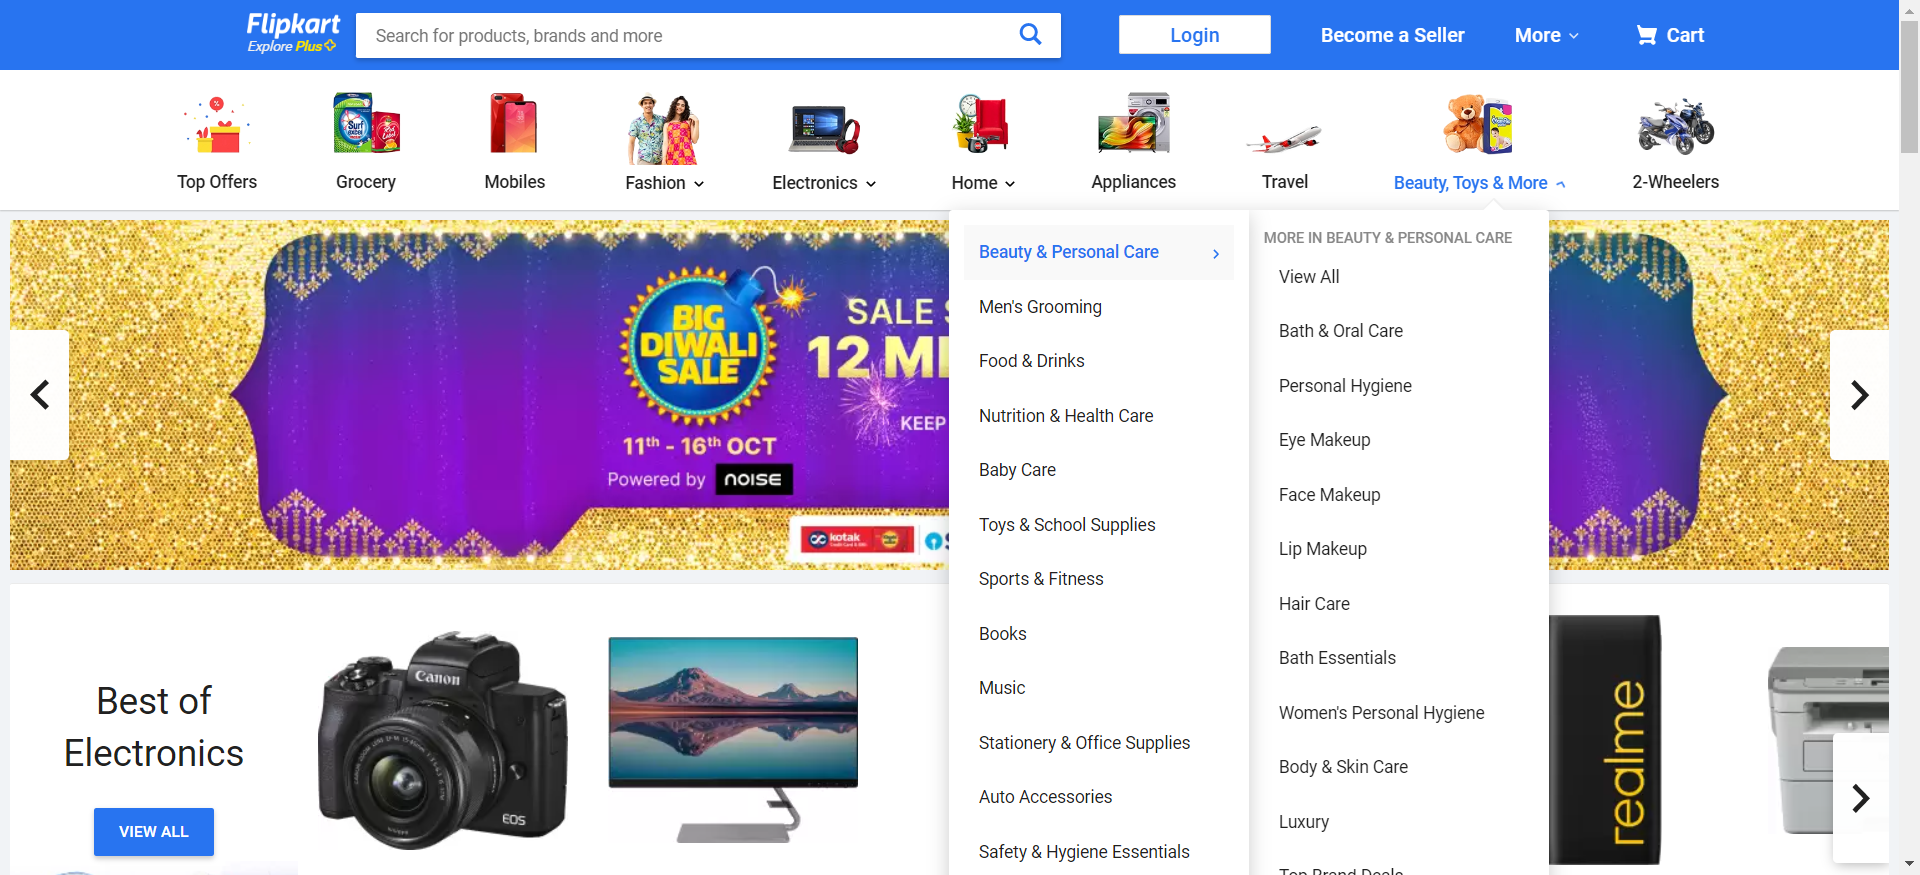 Flipkart
Explore Plus
Search for products, brands and more
Login
Become a Seller
More
Cart
Top Offers
Grocery
Mobiles
Fashion
Electronics
Home
Appliances
Travel
Beauty, Toys & More
2-Wheelers
Beauty & Personal Care
Men's Grooming
Food & Drinks
Nutrition & Health Care
Baby Care
Toys & School Supplies
Sports & Fitness
Books
Music
Stationery & Office Supplies
Auto Accessories
Safety & Hygiene Essentials
MORE IN BEAUTY & PERSONAL CARE
View All
Bath & Oral Care
Personal Hygiene
Eye Makeup
Face Makeup
Lip Makeup
Hair Care
Bath Essentials
Women's Personal Hygiene
Body & Skin Care
Luxury
Top Brand Deals
BIG
DIWALI
SALE
11th - 16th OCT
Powered by noise
SALE
12
KEEP
kotak
Best of
Electronics
VIEW ALL
Canon
EOS
realme
Surf
excel